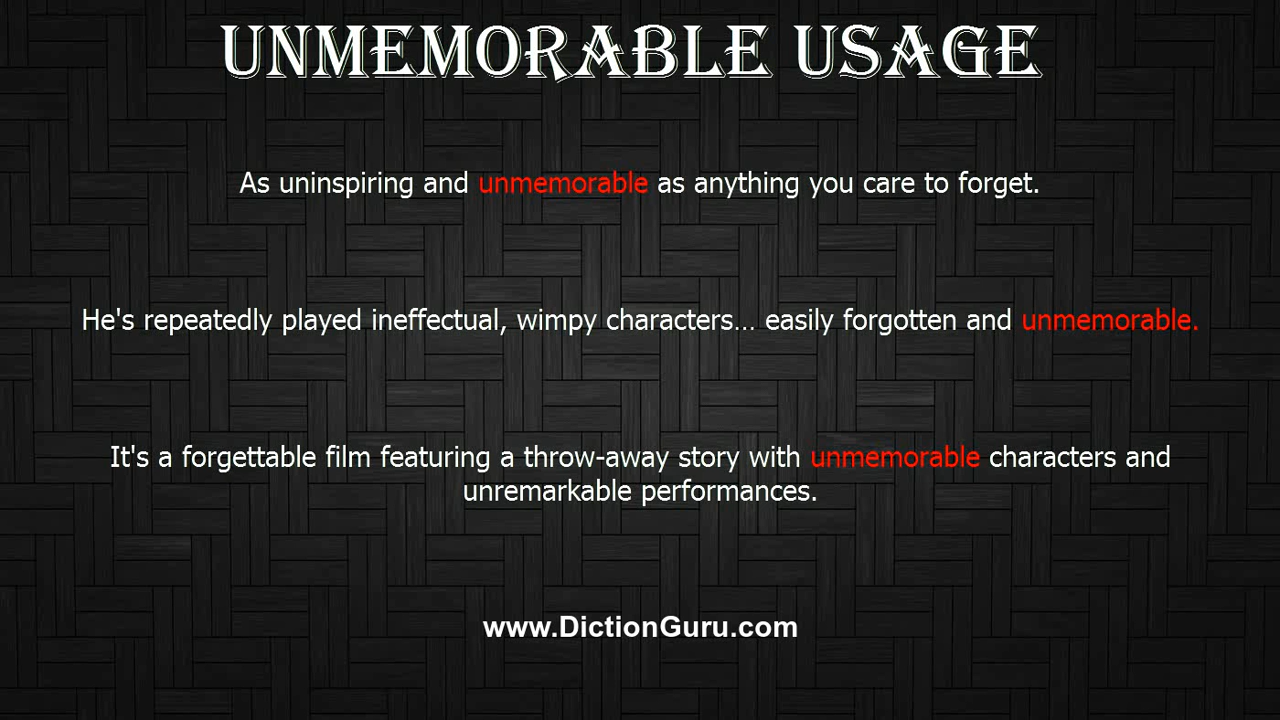 UNMEMORABLE USAGE
As uninspiring and unmemorable as anything you care to forget.
He's repeatedly played ineffectual, wimpy characters... easily forgotten and unmemorable.
It's a forgettable film featuring a throw-away story with unmemorable characters and
unremarkable performances.
www.DictionGuru.com